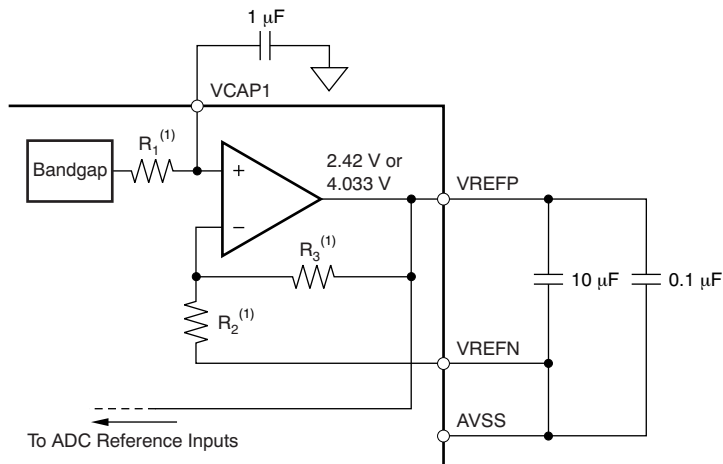 1 μF
VCAP1
R1(1)
Bandgap
+
2.42 V or
4.033 V
VREFP
−
R3(1)
10 μF
0.1 μF
R2(1)
VREFN
AVSS
To ADC Reference Inputs